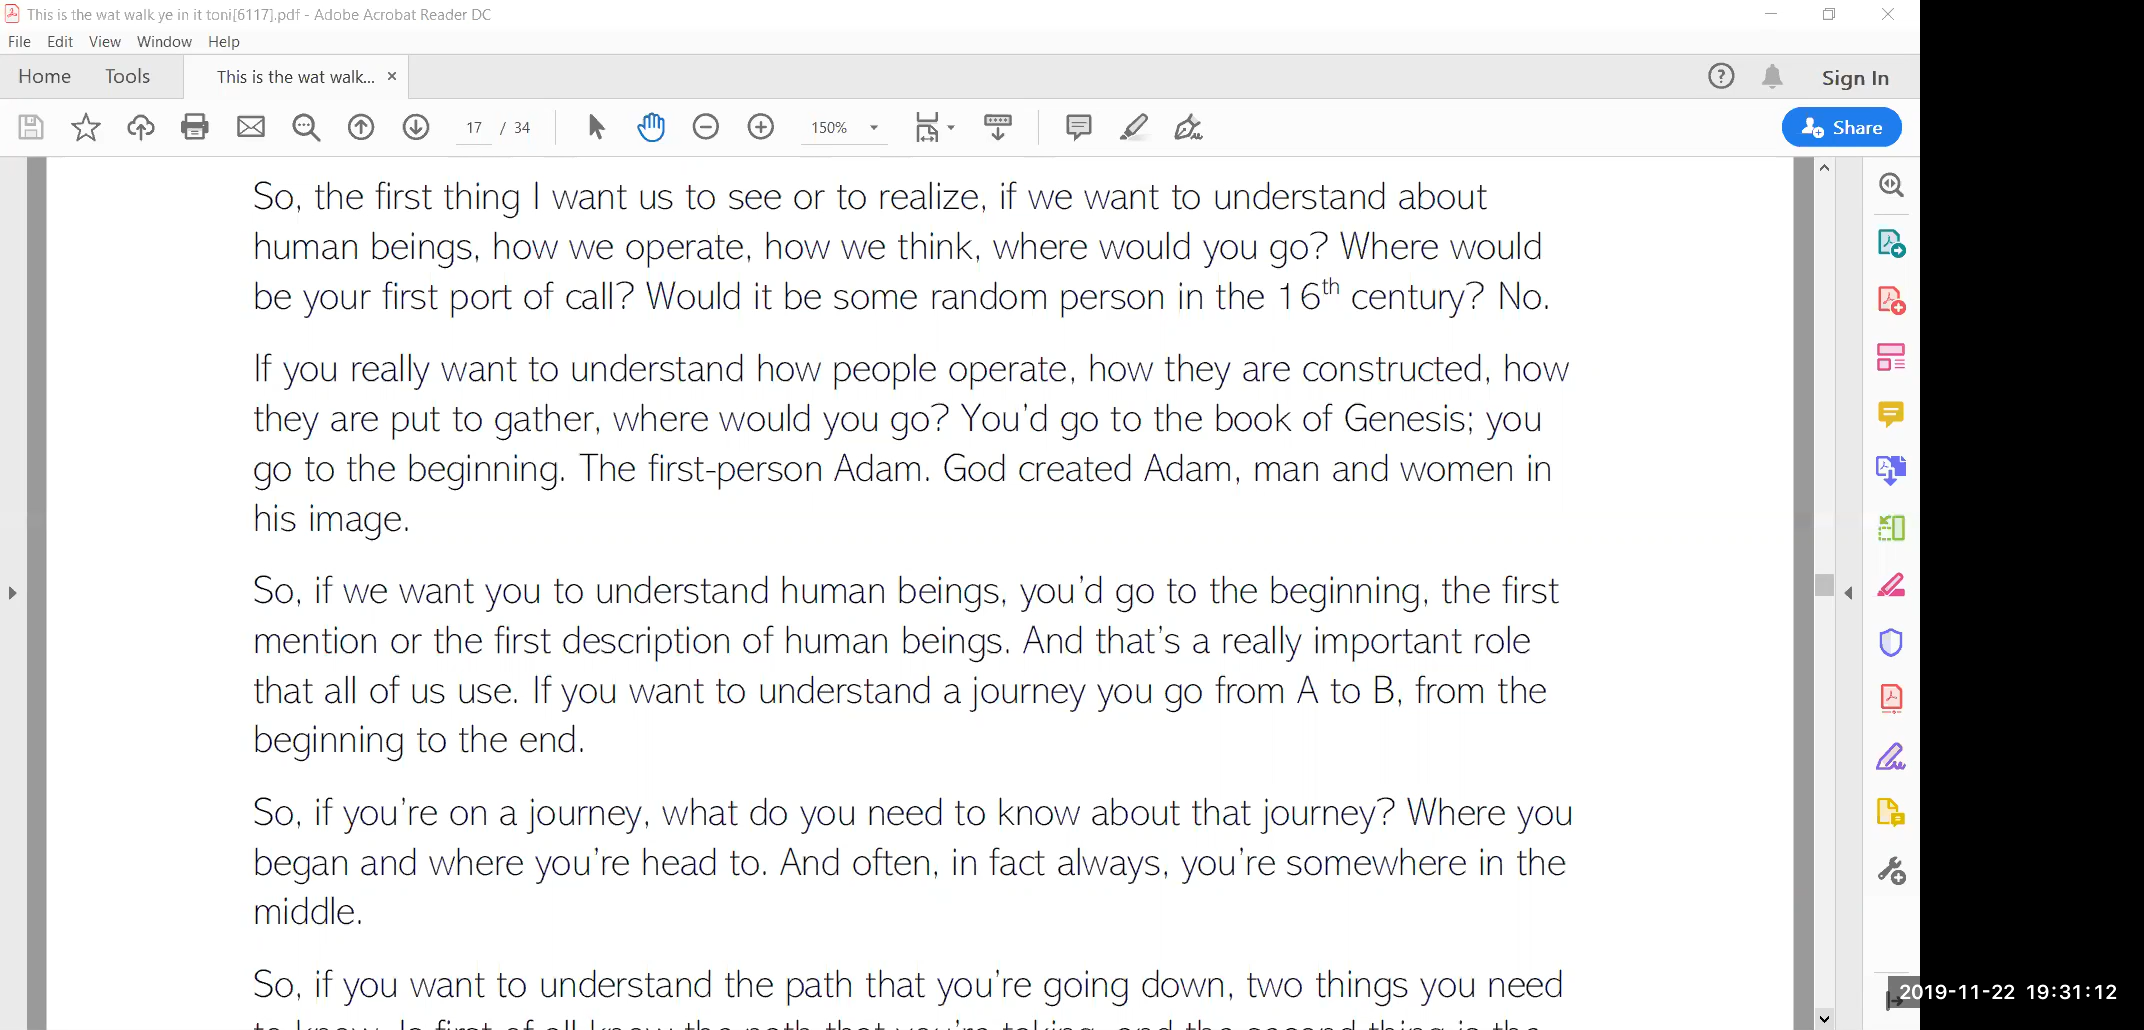 This is the wat walk ye in it toni[6117].pdf - Adobe Acrobat Reader DC
File Edit View Window Help
Home Tools This is the wat walk... × Sign In
17 / 34 150% Share
So, the first thing I want us to see or to realize, if we want to understand about
human beings, how we operate, how we think, where would you go? Where would
be your first port of call? Would it be some random person in the 16th century? No.
If you really want to understand how people operate, how they are constructed, how
they are put to gather, where would you go? You'd go to the book of Genesis; you
go to the beginning. The first-person Adam. God created Adam, man and women in
his image.
So, if we want you to understand human beings, you'd go to the beginning, the first
mention or the first description of human beings. And that's a really important role
that all of us use. If you want to understand a journey you go from A to B, from the
beginning to the end.
So, if you're on a journey, what do you need to know about that journey? Where you
began and where you're head to. And often, in fact always, you're somewhere in the
middle.
So, if you want to understand the path that you're going down, two things you need
2019-11-22 19:31:12